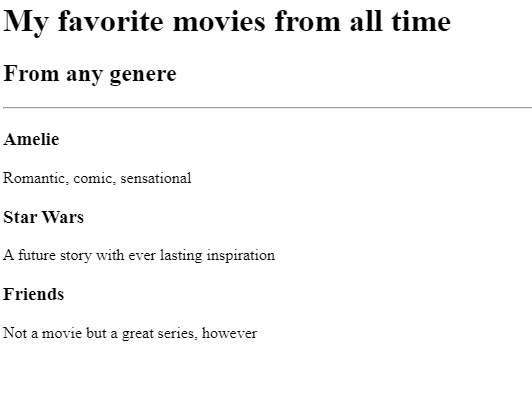 My favorite movies from all time
From any genere
Amelie
Romantic, comic, sensational
Star Wars
A future story with ever lasting inspiration
Friends
Not a movie but a great series, however